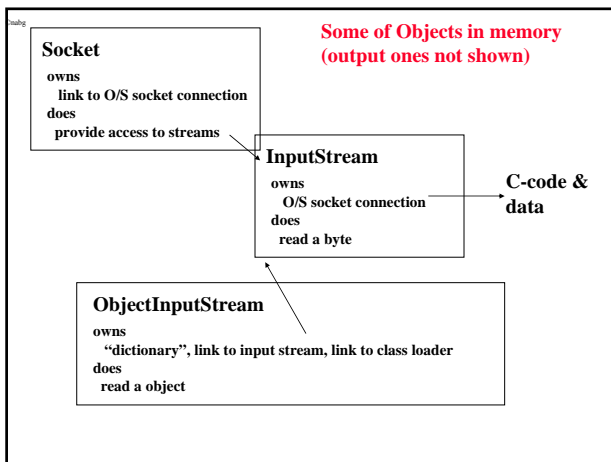 ©nabg
Some of Objects in memory
(output ones not shown)
Socket
owns
link to O/S socket connection
does
provide access to streams
InputStream
owns
O/S socket connection
does
read a byte
C-code &
data
ObjectInputStream
owns
“dictionary”, link to input stream, link to class loader
does
read a object